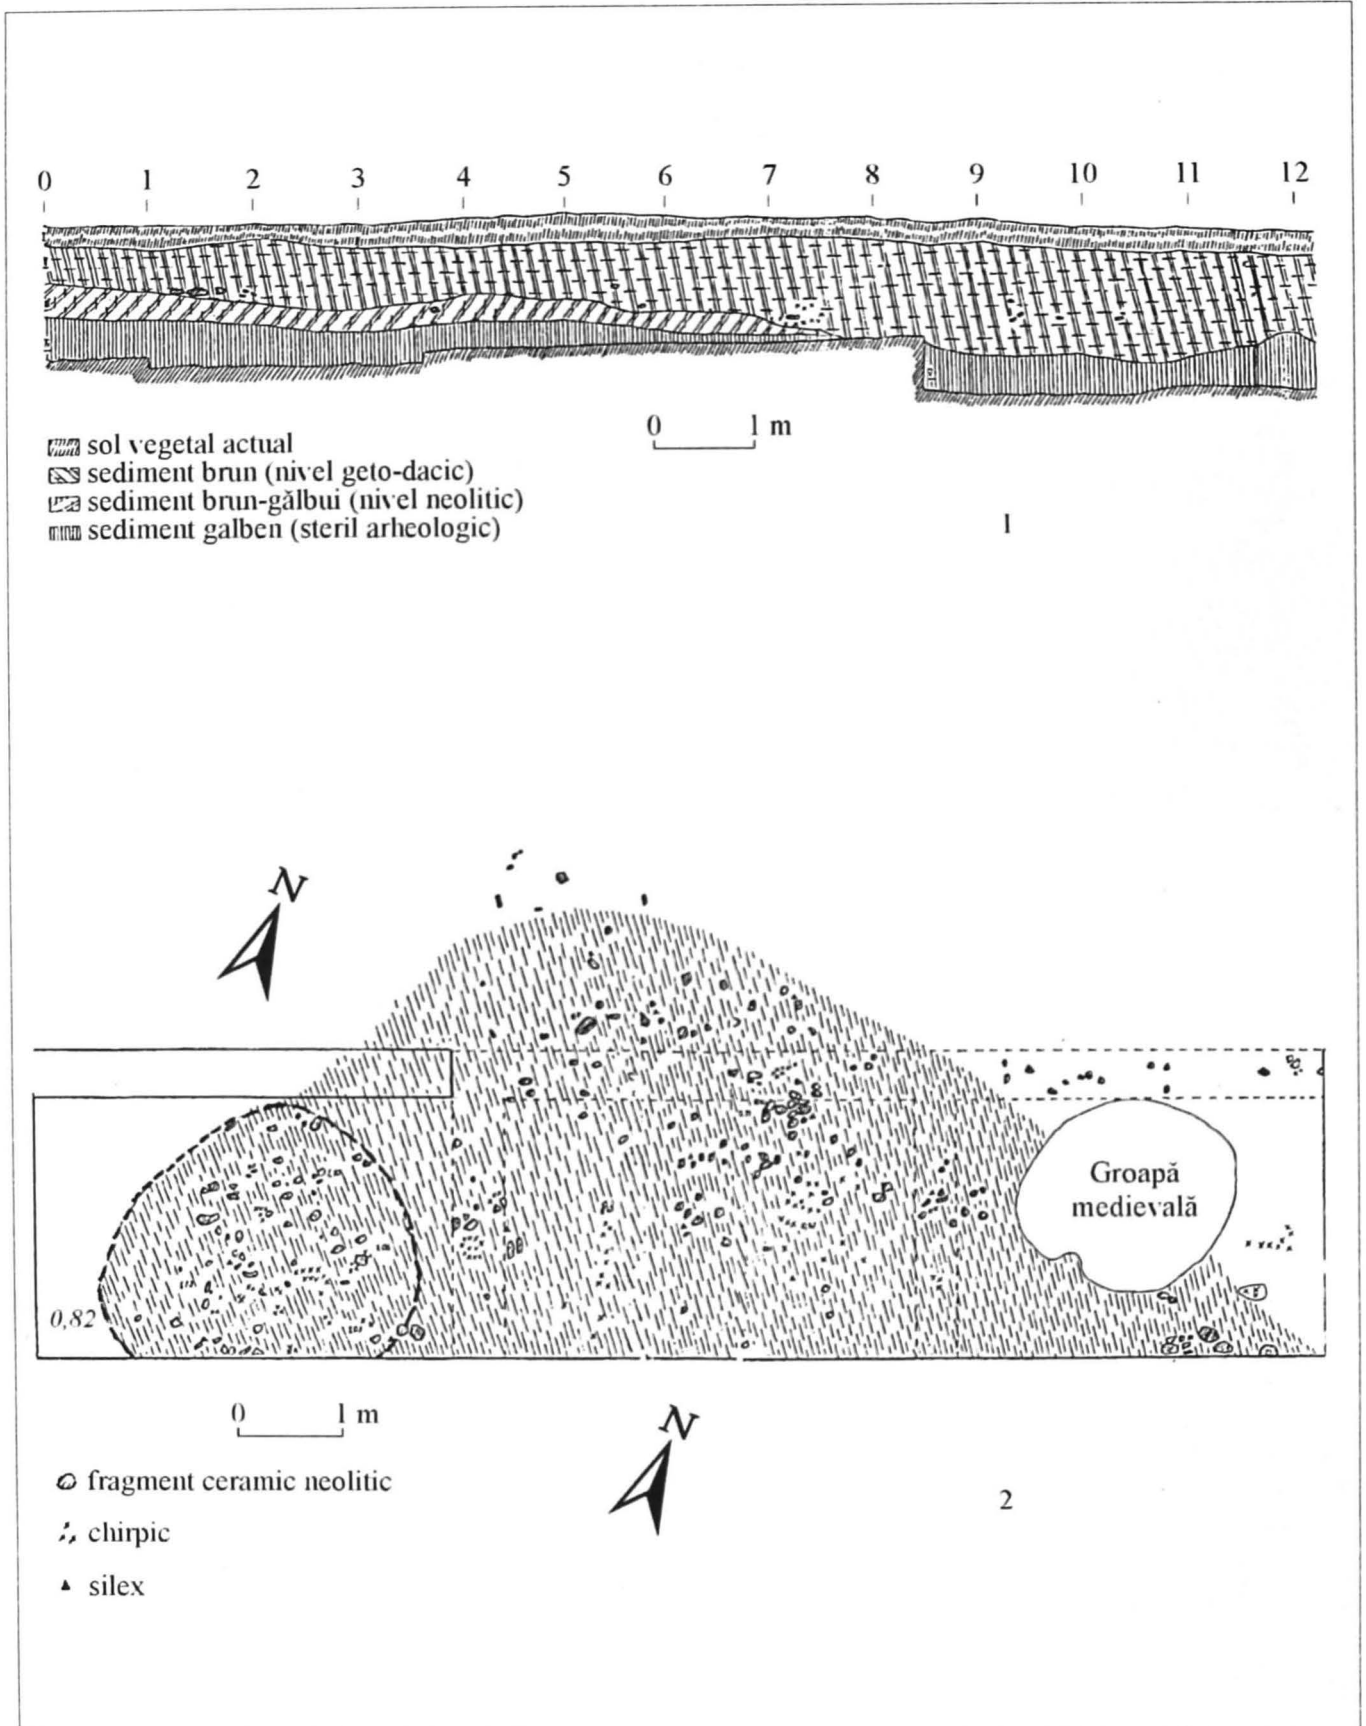 0 1 2 3 4 5 6 7 8 9 10 11 12
0 1 m
sol vegetal actual
sediment brun (nivel geto-dacic)
sediment brun-gălbui (nivel neolitic)
sediment galben (steril arheologic)
1
N
Groapă
medievală
0,82
0 1 m
N
fragment ceramic neolitic
2
chirpic
silex